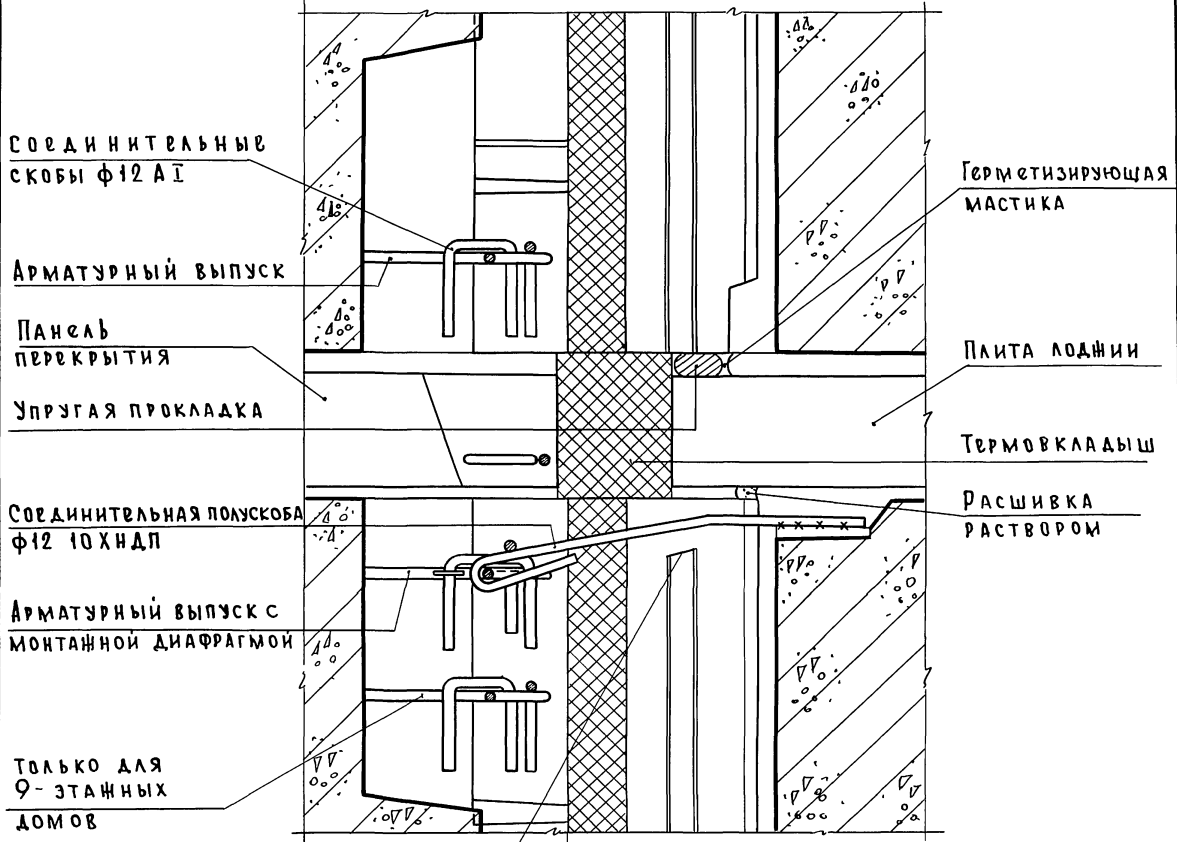 Соединительные
скобы ф12 А I
Арматурный выпуск
Панель
перекрытия
Упругая прокладка
Соединительная полускоба
ф12 10ХНДП
Арматурный выпуск с
монтажной диафрагмой
Только для
9-этажных
домов
Герметизирующая
мастика
Плита лоджии
Термовкладыш
Расшивка
раствором